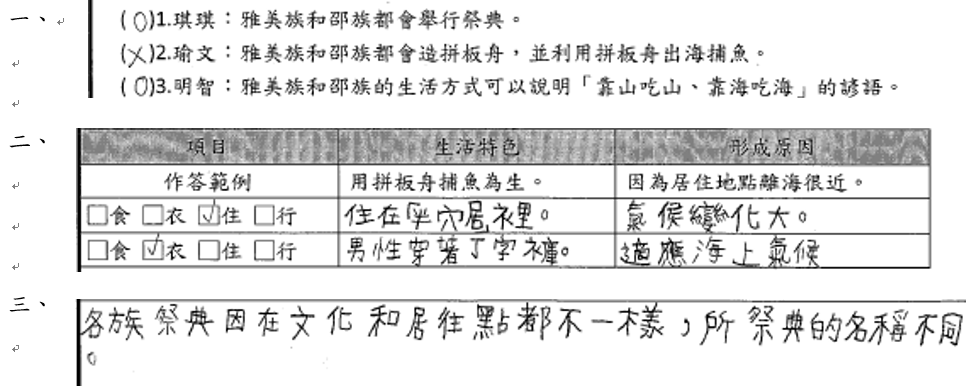 一、
(O)1.琪琪：雅美族和邵族都會舉行祭典。
(X)2.瑜文：雅美族和邵族都會造拼板舟，並利用拼板舟出海捕魚。
(O)3.明智：雅美族和邵族的生活方式可以說明「靠山吃山、靠海吃海」的諺語。
二、
項目 生活特色 形成原因
作答範例 用拼板舟捕魚為生。 因為居住地點離海很近。
□食 □衣 ☑住 □行 住在半穴居裡。 氣侯變化大。
□食 ☑衣 □住 □行 男性穿著丁字褲。 適應海上氣候
三、
各族祭典因在文化和居住點都不一樣，所祭典的名稱不同
。